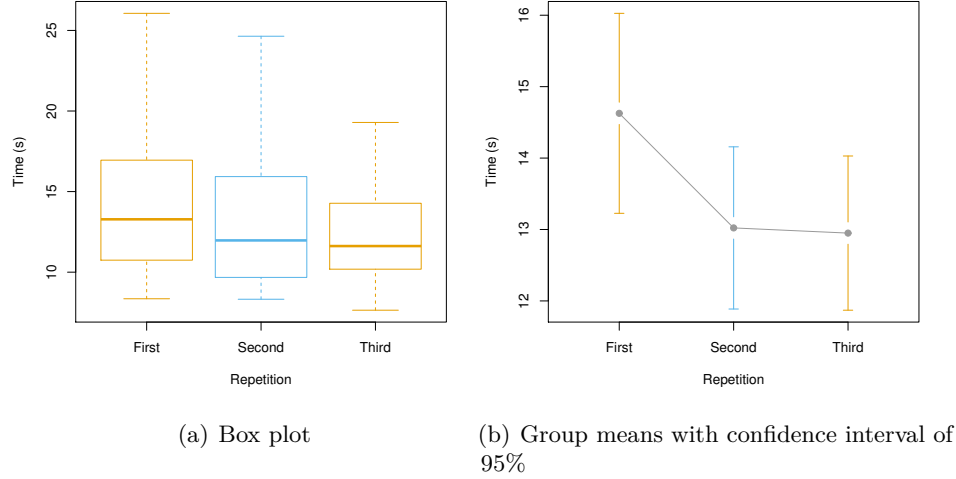 25
20
15
10
Time (s)
First Second Third
Repetition
(a) Box plot
16
15
14
13
12
Time (s)
First Second Third
Repetition
(b) Group means with confidence interval of
95%